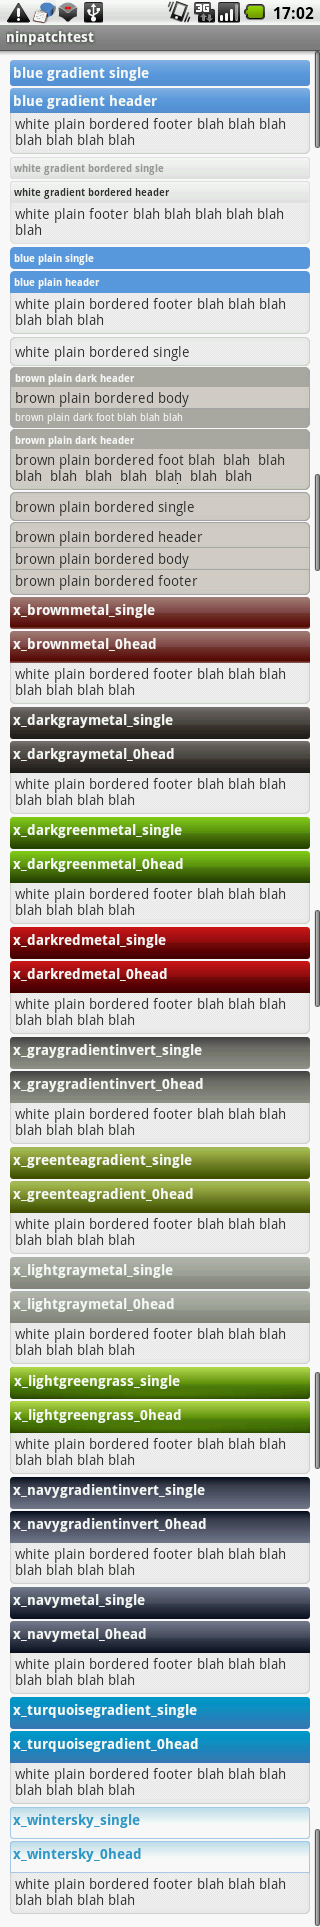 3G
17:02
ninpatchtest
blue gradient single
blue gradient header
white plain bordered footer blah blah blah
blah blah blah blah
white gradient bordered single
white gradient bordered header
white plain footer blah blah blah blah blah
blah
blue plain single
blue plain header
white plain bordered footer blah blah blah
blah blah blah
white plain bordered single
brown plain dark header
brown plain bordered body
brown plain dark foot blah blah blah
brown plain dark header
brown plain bordered foot blah  blah  blah
blah  blah  blah  blah  blah  blah  blah
brown plain bordered single
brown plain bordered header
brown plain bordered body
brown plain bordered footer
x_brownmetal_single
x_brownmetal_0head
white plain bordered footer blah blah blah
blah blah blah blah
x_darkgraymetal_single
x_darkgraymetal_0head
white plain bordered footer blah blah blah
blah blah blah blah
x_darkgreenmetal_single
x_darkgreenmetal_0head
white plain bordered footer blah blah blah
blah blah blah blah
x_darkredmetal_single
x_darkredmetal_0head
white plain bordered footer blah blah blah
blah blah blah blah
x_graygradientinvert_single
x_graygradientinvert_0head
white plain bordered footer blah blah blah
blah blah blah blah
x_greenteagradient_single
x_greenteagradient_0head
white plain bordered footer blah blah blah
blah blah blah blah
x_lightgraymetal_single
x_lightgraymetal_0head
white plain bordered footer blah blah blah
blah blah blah blah
x_lightgreengrass_single
x_lightgreengrass_0head
white plain bordered footer blah blah blah
blah blah blah blah
x_navygradientinvert_single
x_navygradientinvert_0head
white plain bordered footer blah blah blah
blah blah blah blah
x_navymetal_single
x_navymetal_0head
white plain bordered footer blah blah blah
blah blah blah blah
x_turquoisegradient_single
x_turquoisegradient_0head
white plain bordered footer blah blah blah
blah blah blah blah
x_wintersky_single
x_wintersky_0head
white plain bordered footer blah blah blah
blah blah blah blah